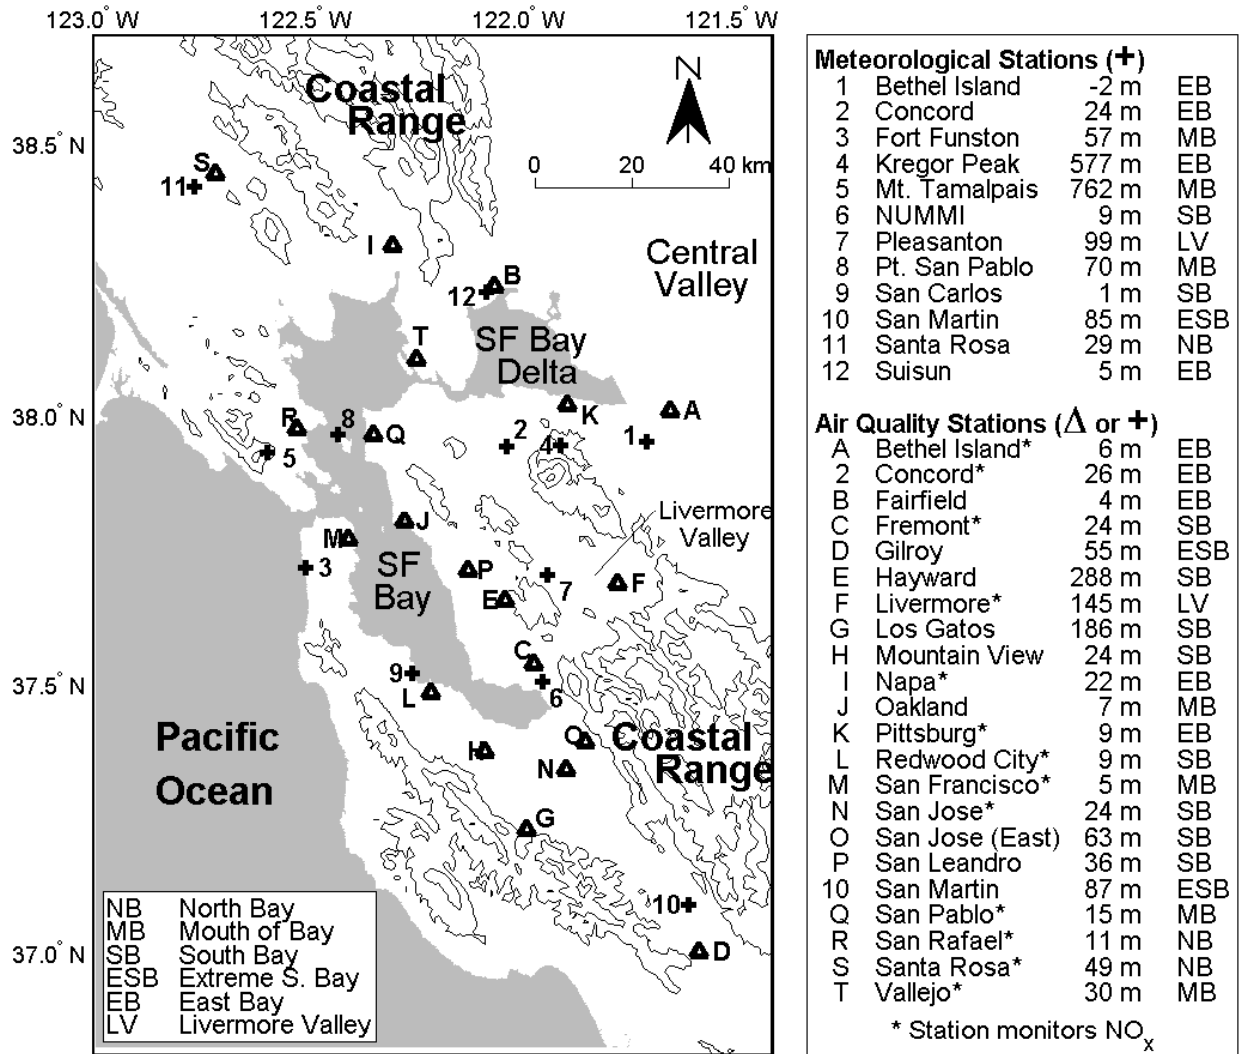 123.0° W 122.5° W 122.0° W 121.5° W
38.5° N
38.0° N
37.5° N
37.0° N
Coastal
Range
N
0 20 40 km
S
11
I
Central
Valley
B
12
T
SF Bay
Delta
K
A
R
8
Q
2
4
1
5
J
Livermore
Valley
M
SF
Bay
3
P
7
F
E
C
9
6
L
Pacific
Ocean
H
O
Coastal
Range
N
G
10
D
NB North Bay
MB Mouth of Bay
SB South Bay
ESB Extreme S. Bay
EB East Bay
LV Livermore Valley
Meteorological Stations (+)
1 Bethel Island -2 m EB
2 Concord 24 m EB
3 Fort Funston 57 m MB
4 Kregor Peak 577 m EB
5 Mt. Tamalpais 762 m MB
6 NUMMI 9 m SB
7 Pleasanton 99 m LV
8 Pt. San Pablo 70 m MB
9 San Carlos 1 m SB
10 San Martin 85 m ESB
11 Santa Rosa 29 m NB
12 Suisun 5 m EB
Air Quality Stations (Δ or +)
A Bethel Island* 6 m EB
2 Concord* 26 m EB
B Fairfield 4 m EB
C Fremont* 24 m SB
D Gilroy 55 m ESB
E Hayward 288 m SB
F Livermore* 145 m LV
G Los Gatos 186 m SB
H Mountain View 24 m SB
I Napa* 22 m EB
J Oakland 7 m MB
K Pittsburg* 9 m EB
L Redwood City* 9 m SB
M San Francisco* 5 m MB
N San Jose* 24 m SB
O San Jose (East) 63 m SB
P San Leandro 36 m SB
10 San Martin 87 m ESB
Q San Pablo* 15 m MB
R San Rafael* 11 m NB
S Santa Rosa* 49 m NB
T Vallejo* 30 m MB
* Station monitors NOx